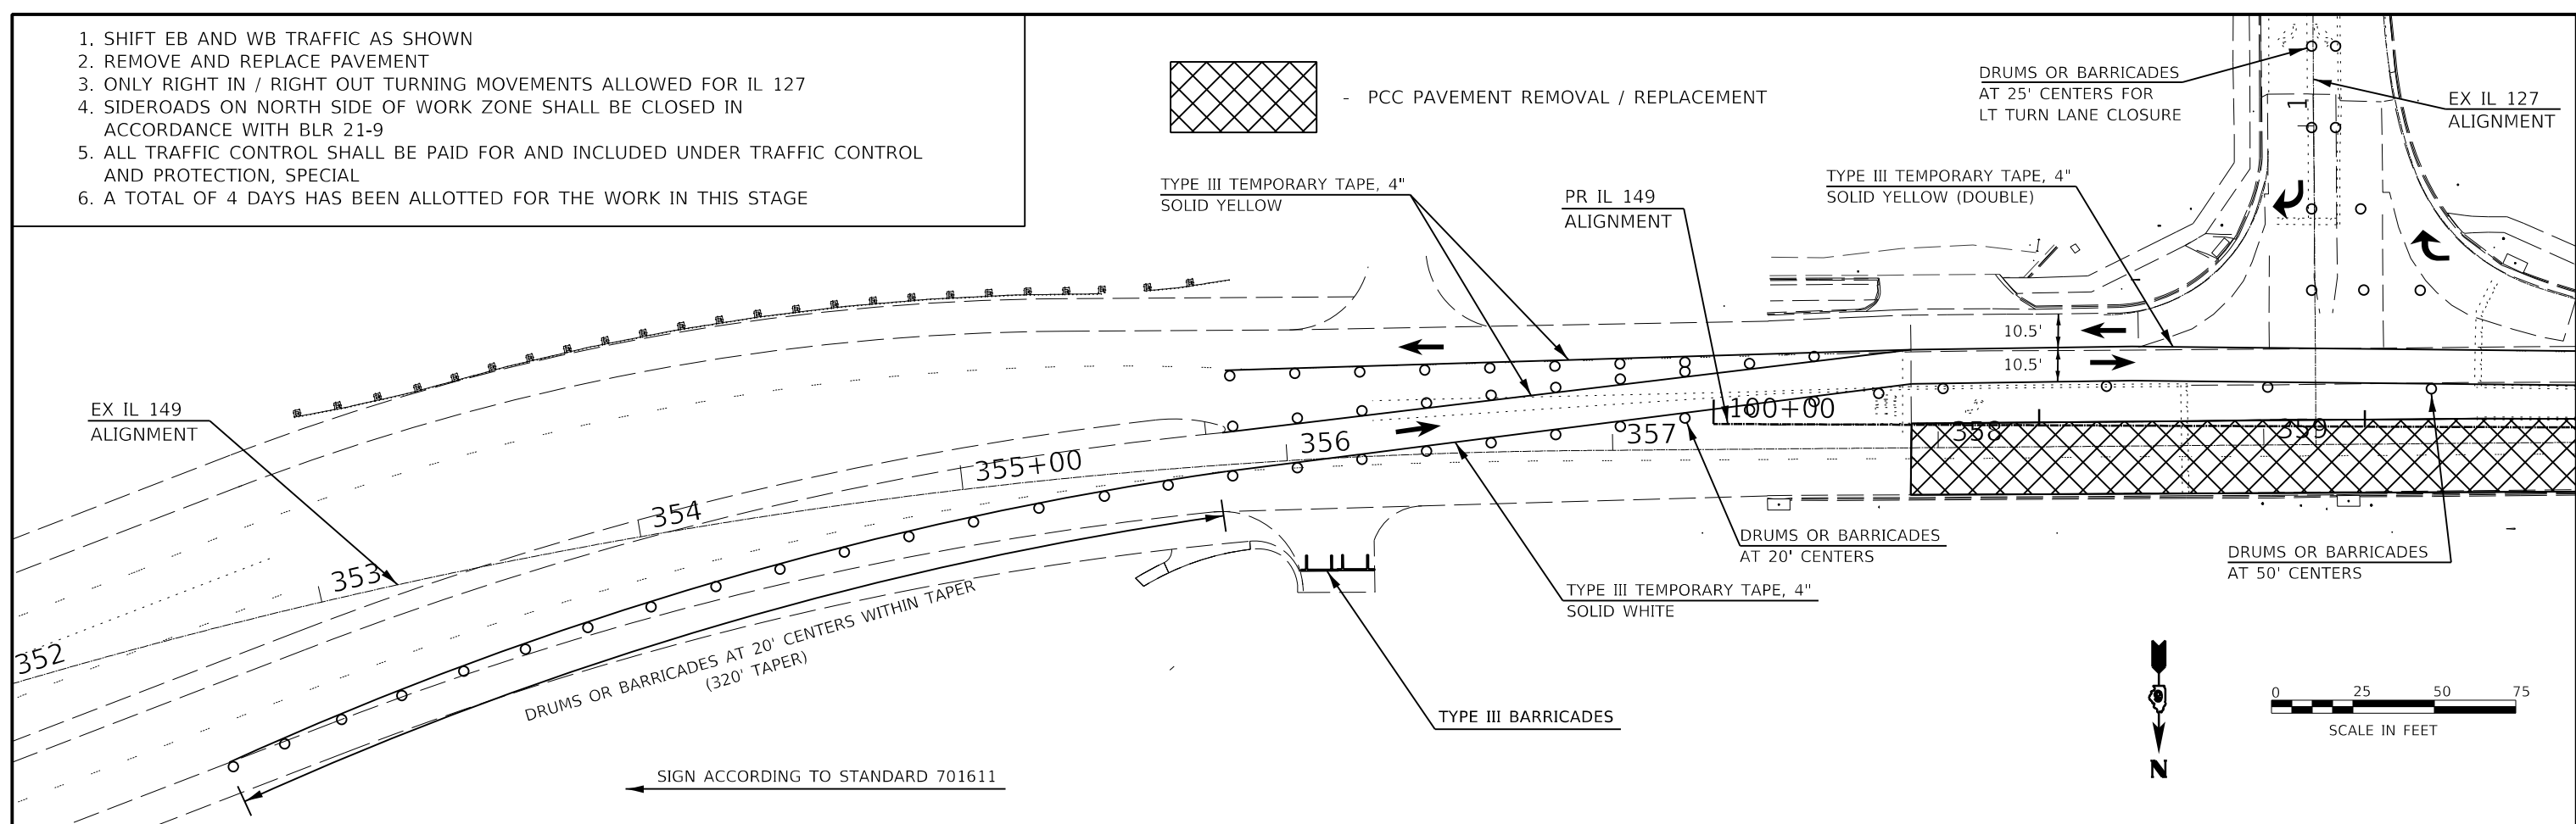 1. SHIFT EB AND WB TRAFFIC AS SHOWN
2. REMOVE AND REPLACE PAVEMENT
3. ONLY RIGHT IN / RIGHT OUT TURNING MOVEMENTS ALLOWED FOR IL 127
4. SIDEROADS ON NORTH SIDE OF WORK ZONE SHALL BE CLOSED IN
ACCORDANCE WITH BLR 21-9
5. ALL TRAFFIC CONTROL SHALL BE PAID FOR AND INCLUDED UNDER TRAFFIC CONTROL
AND PROTECTION, SPECIAL
6. A TOTAL OF 4 DAYS HAS BEEN ALLOTTED FOR THE WORK IN THIS STAGE
- PCC PAVEMENT REMOVAL / REPLACEMENT
DRUMS OR BARRICADES
AT 25' CENTERS FOR
LT TURN LANE CLOSURE
EX IL 127
ALIGNMENT
1
TYPE III TEMPORARY TAPE, 4"
SOLID YELLOW
PR IL 149
ALIGNMENT
TYPE III TEMPORARY TAPE, 4"
SOLID YELLOW (DOUBLE)
10.5'
10.5'
EX IL 149
ALIGNMENT
352
353
354
355+00
356
357
100+00
358
359
DRUMS OR BARRICADES
AT 20' CENTERS
DRUMS OR BARRICADES
AT 50' CENTERS
TYPE III TEMPORARY TAPE, 4"
SOLID WHITE
DRUMS OR BARRICADES AT 20' CENTERS WITHIN TAPER
(320' TAPER)
TYPE III BARRICADES
SIGN ACCORDING TO STANDARD 701611
N
0 25 50 75
SCALE IN FEET